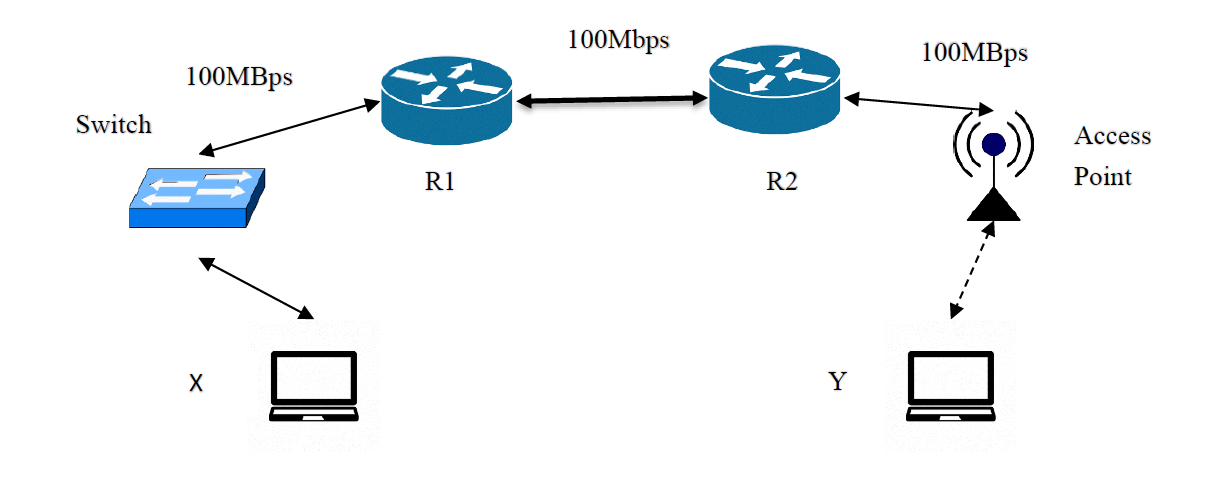 100Mbps
100MBps
100MBps
Switch
Access
Point
R1
R2
X
Y